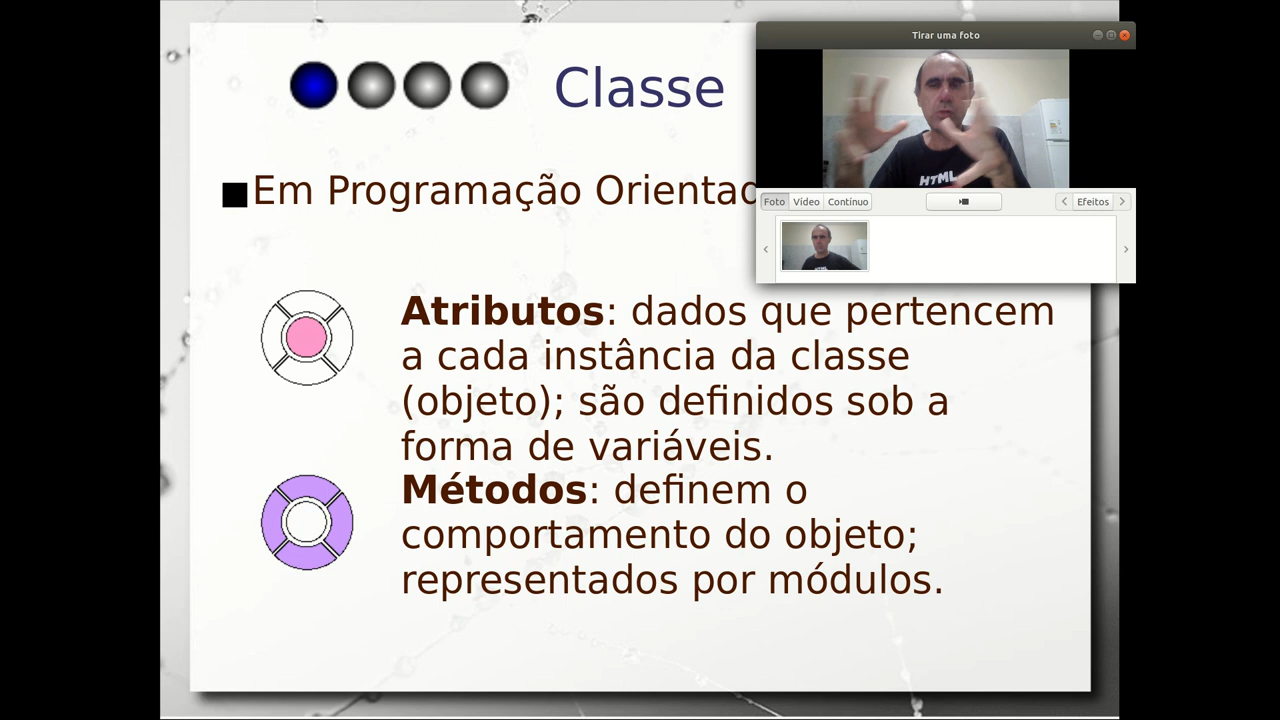 Tirar uma foto
Classe
HTML
Em Programação Orientad
Foto Vídeo Contínuo Efeitos
Atributos: dados que pertencem
a cada instância da classe
(objeto); são definidos sob a
forma de variáveis.
Métodos: definem o
comportamento do objeto;
representados por módulos.